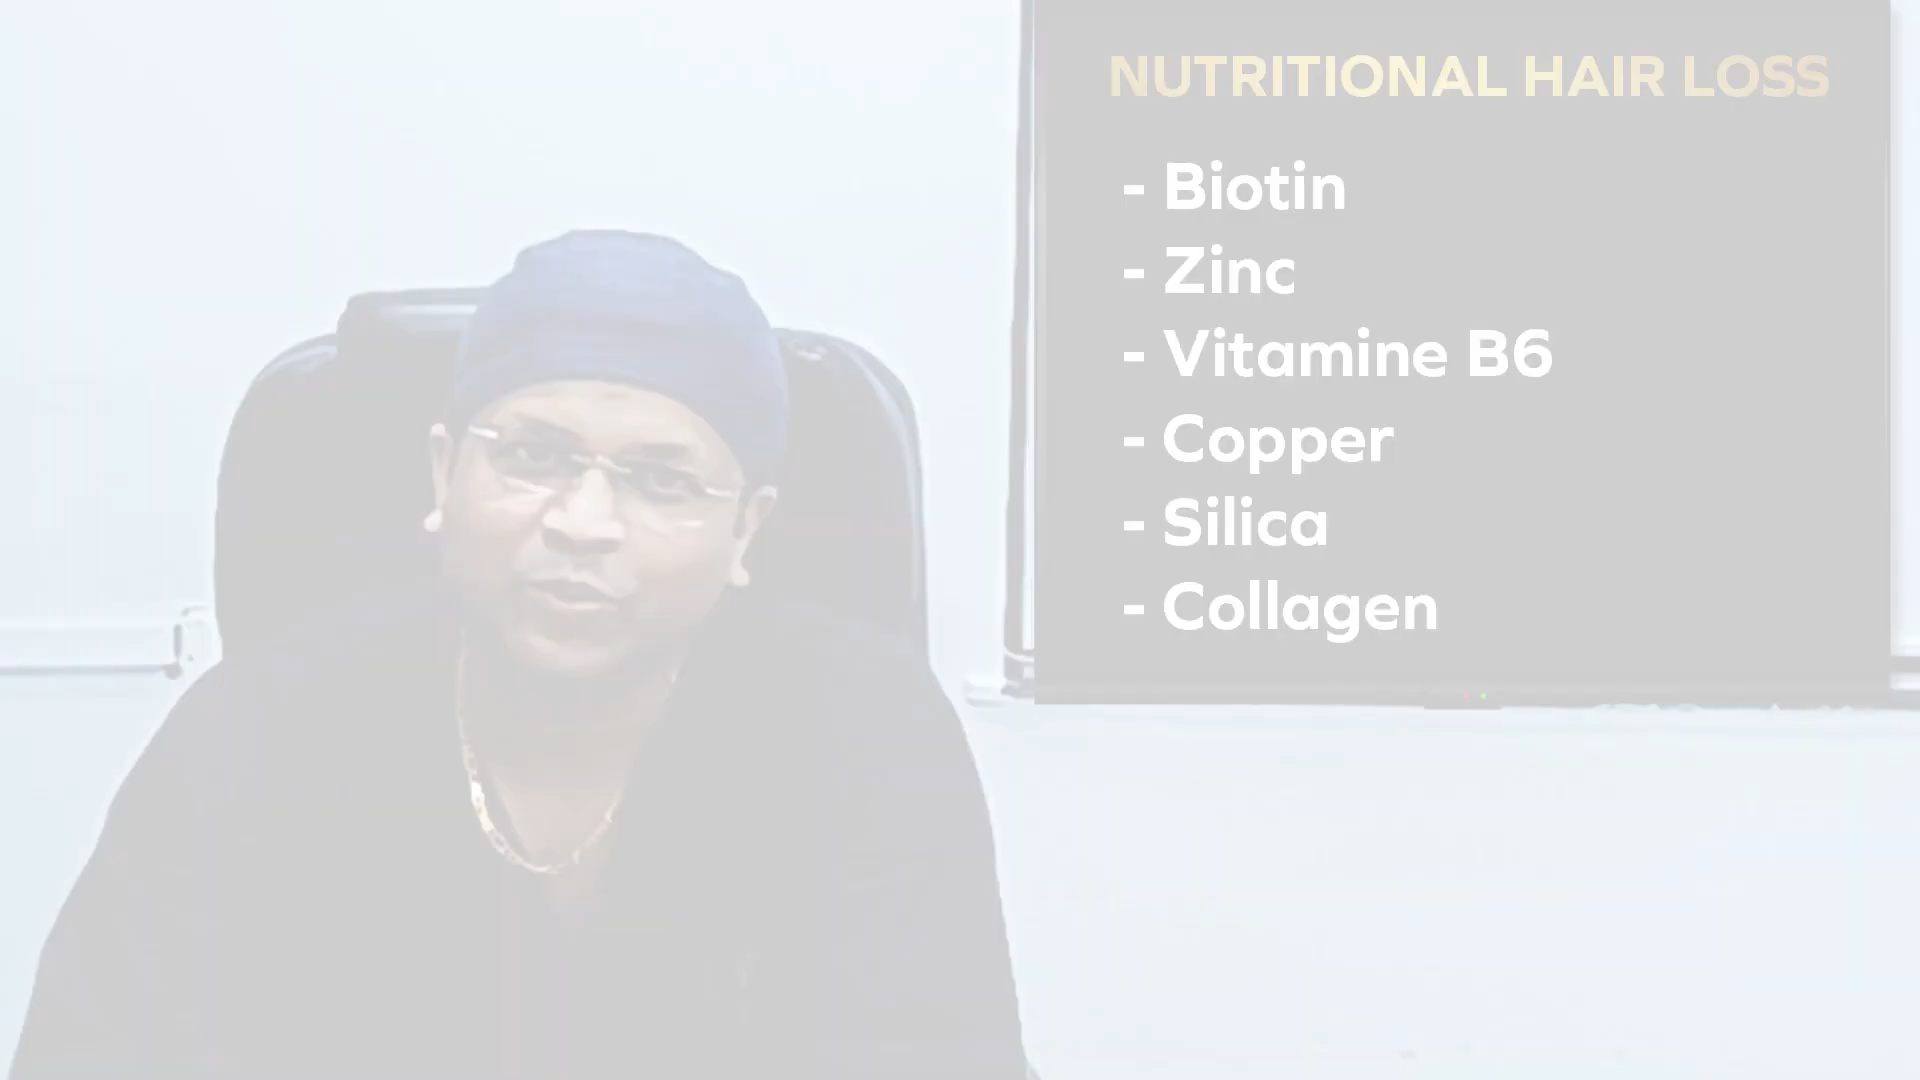 NUTRITIONAL HAIR LOSS
- Biotin
- Zinc
- Vitamine B6
- Copper
- Silica
- Collagen